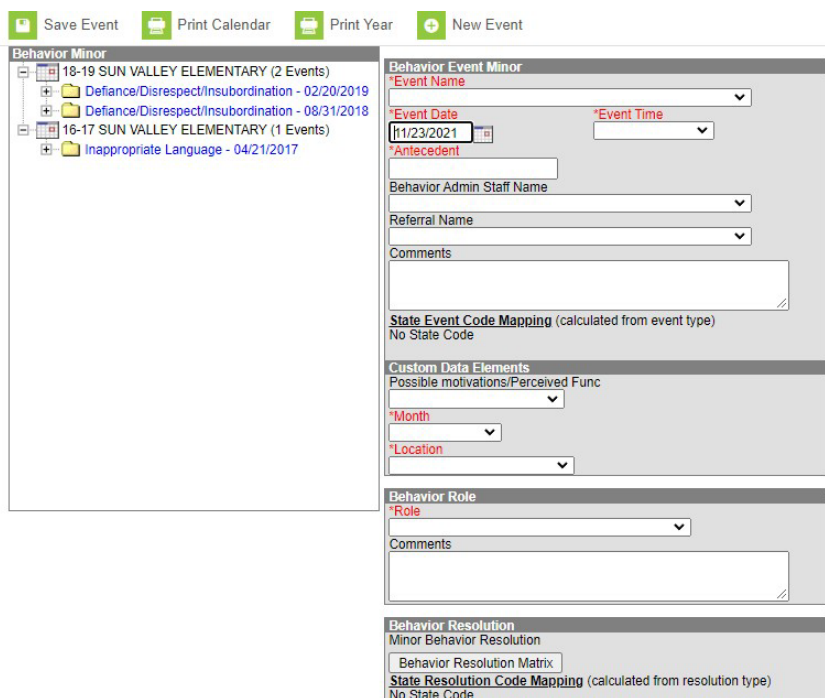 Save Event Print Calendar Print Year New Event
Behavior Minor
18-19 SUN VALLEY ELEMENTARY (2 Events)
Defiance/Disrespect/Insubordination - 02/20/2019
Defiance/Disrespect/Insubordination - 08/31/2018
16-17 SUN VALLEY ELEMENTARY (1 Events)
Inappropriate Language - 04/21/2017
Behavior Event Minor
*Event Name
*Event Date *Event Time
11/23/2021
*Antecedent
Behavior Admin Staff Name
Referral Name
Comments
State Event Code Mapping (calculated from event type)
No State Code
Custom Data Elements
Possible motivations/Perceived Func
*Month
*Location
Behavior Role
*Role
Comments
Behavior Resolution
Minor Behavior Resolution
Behavior Resolution Matrix
State Resolution Code Mapping (calculated from resolution type)
No State Code